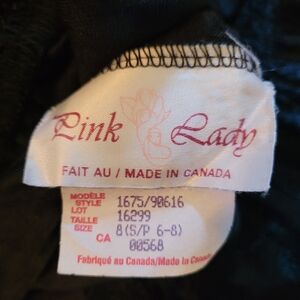 Pink Lady
FAIT AU / MADE IN CANADA
MODÈLE
STYLE 1675/90616
LOT 16299
TAILLE
SIZE 8(S/P 6-8)
CA 00568
Fabriqué au Canada/Made in Canada